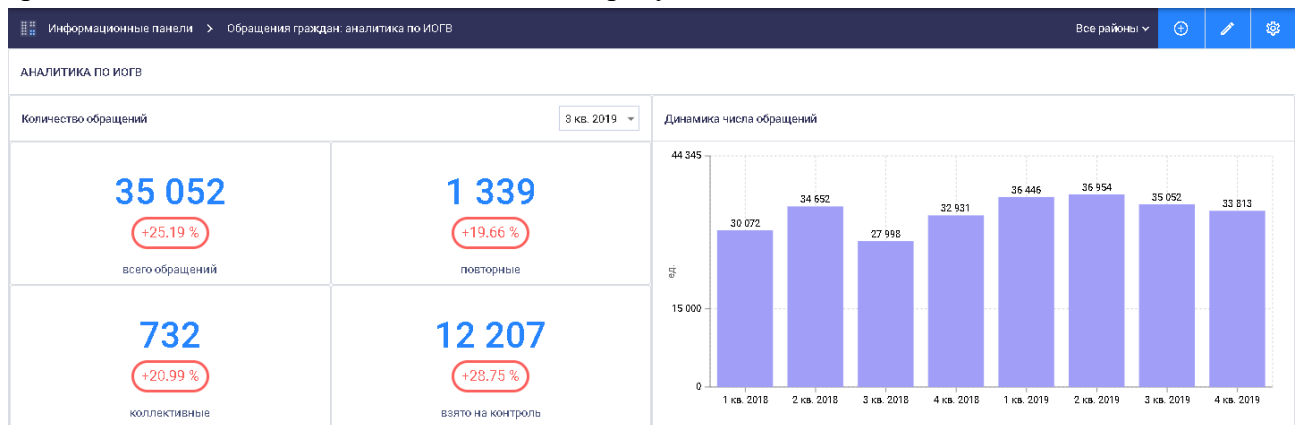 Информационные панели > Обращения граждан: аналитика по ИОГВ
Все районы
АНАЛИТИКА ПО ИОГВ
Количество обращений
3 кв. 2019
35 052
+25.19 %
всего обращений
1 339
+19.66 %
повторные
732
+20.99 %
коллективные
12 207
+28.75 %
взято на контроль
Динамика числа обращений
44 345
ед.
15 000
0
30 072
34 652
27 998
32 931
36 446
36 954
35 052
33 813
1 кв. 2018
2 кв. 2018
3 кв. 2018
4 кв. 2018
1 кв. 2019
2 кв. 2019
3 кв. 2019
4 кв. 2019